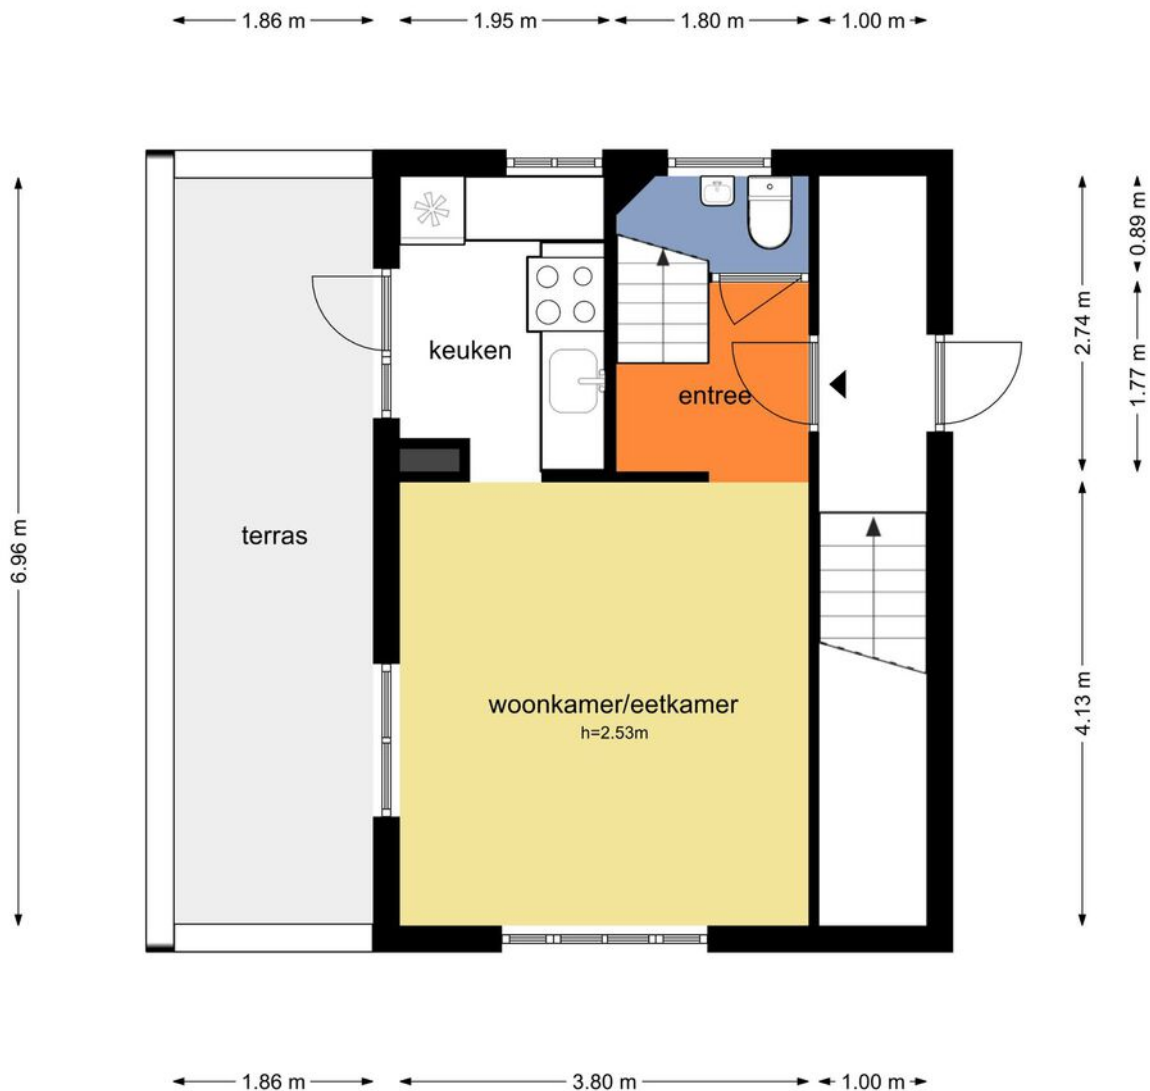 1.86 m
1.95 m
1.80 m
1.00 m
0.89 m
2.74 m
1.77 m
keuken
entree
terras
6.96 m
woonkamer/eetkamer
h=2.53m
4.13 m
1.86 m
3.80 m
1.00 m